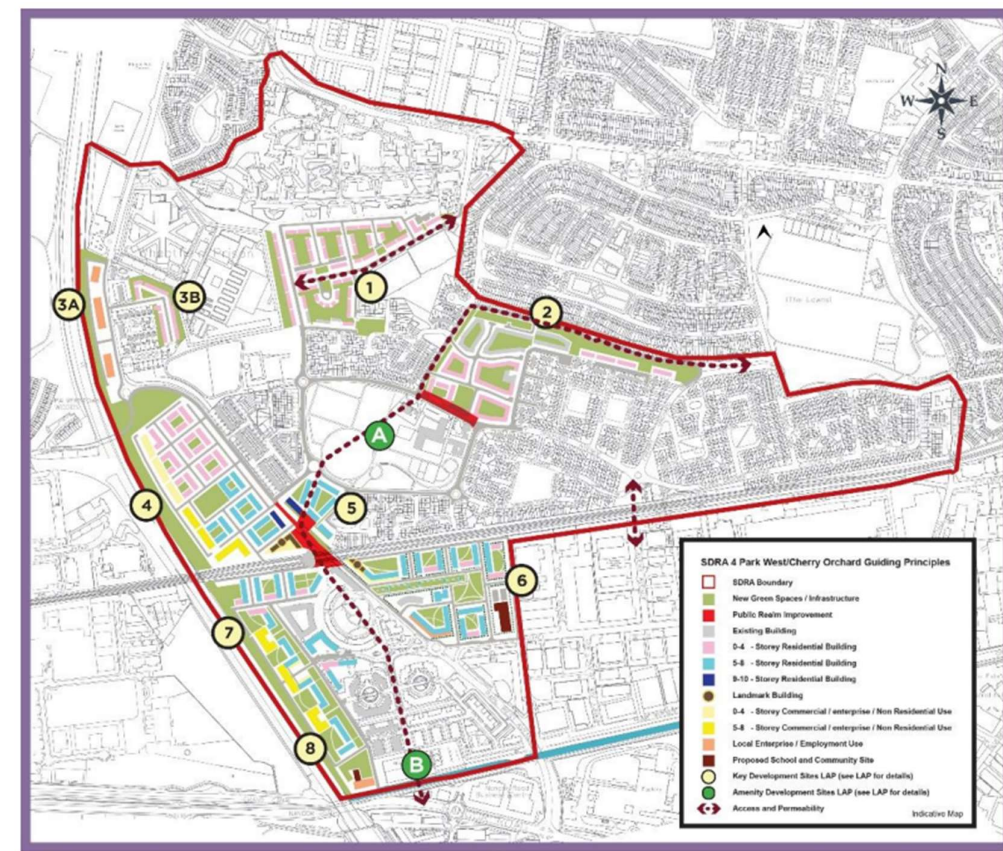 N
W E
S
1
2
3A
3B
A
4
5
6
7
8
B
SDRA 4 Park West/Cherry Orchard Guiding Principles
SDRA Boundary
New Green Spaces / Infrastructure
Public Realm Improvement
Existing Building
0-4 - Storey Residential Building
5-8 - Storey Residential Building
9-10 - Storey Residential Building
Landmark Building
0-4 - Storey Commercial / enterprise / Non Residential Use
5-8 - Storey Commercial / enterprise / Non Residential Use
Local Enterprise / Employment Use
Proposed School and Community Site
Key Development Sites LAP (see LAP for details)
Amenity Development Sites LAP (see LAP for details)
Access and Permeability
Indicative Map